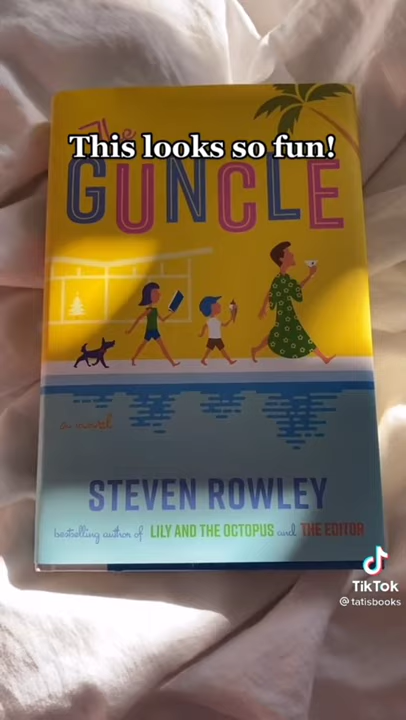 The
This looks so fun!
GUNCLE
a novel
STEVEN ROWLEY
bestselling author of LILY AND THE OCTOPUS and THE EDITOR
TikTok
@tatisbooks